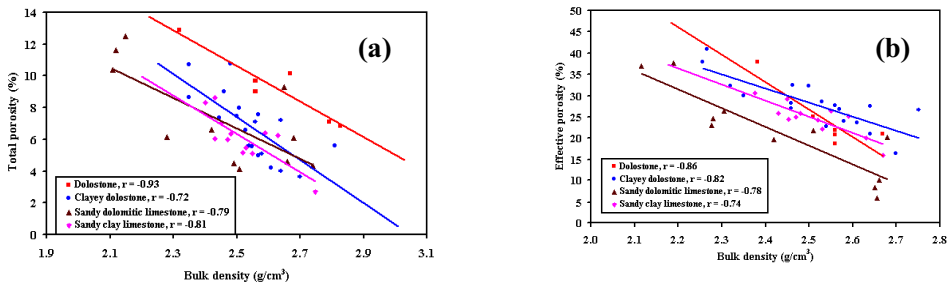 (a)
Total porosity (%)
14
12
10
8
6
4
2
0
Dolostone, r = -0.93
Clayey dolostone, r = -0.72
Sandy dolomitic limestone, r = -0.79
Sandy clay limestone, r = -0.81
1.9 2.1 2.3 2.5 2.7 2.9 3.1
Bulk density (g/cm³)
(b)
Effective porosity (%)
50
45
40
35
30
25
20
15
10
5
0
Dolostone, r = -0.86
Clayey dolostone, r = -0.82
Sandy dolomitic limestone, r = -0.78
Sandy clay limestone, r = -0.74
2.0 2.1 2.2 2.3 2.4 2.5 2.6 2.7 2.8
Bulk density (g/cm³)